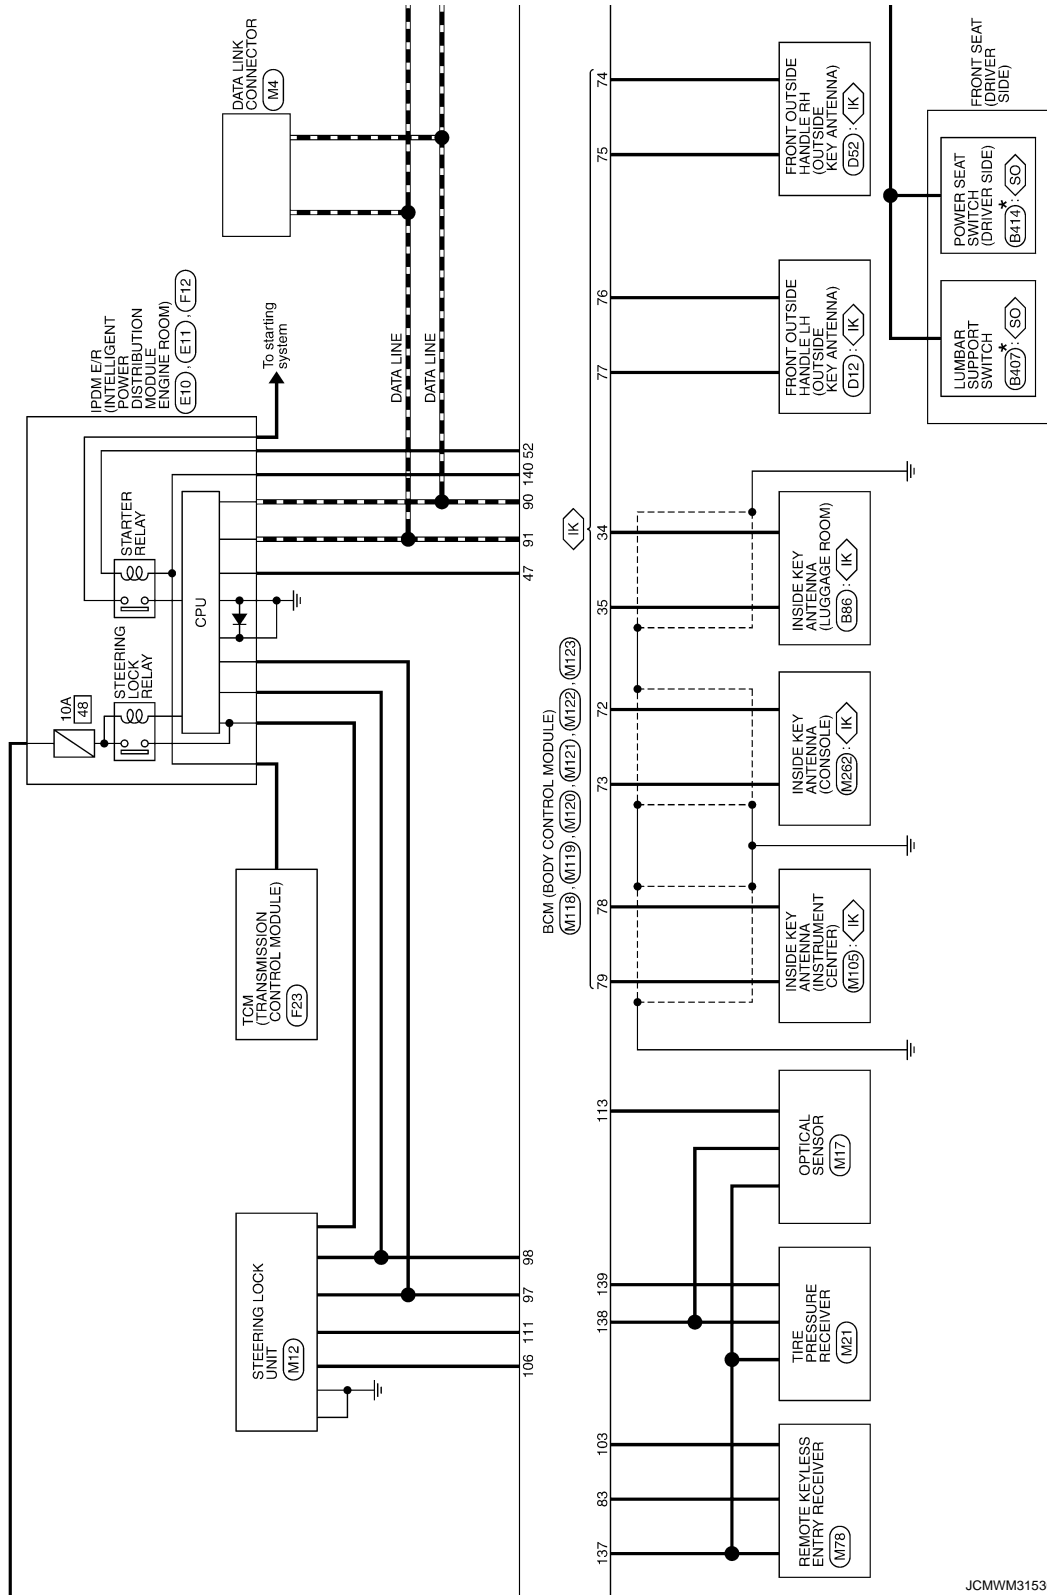 DATA LINK
CONNECTOR
M4
IPDM E/R
(INTELLIGENT
POWER
DISTRIBUTION
MODULE
ENGINE ROOM)
E10 , E11 , F12
To starting
system
DATA LINE
DATA LINE
STARTER
RELAY
CPU
STEERING
LOCK
RELAY
10A
48
TCM
(TRANSMISSION
CONTROL MODULE)
F23
STEERING LOCK
UNIT
M12
106
111
97
98
47
91
90
140
52
BCM (BODY CONTROL MODULE)
M118 , M119 , M120 , M121 , M122 , M123
IK
137
83
103
138
139
113
79
78
73
72
35
34
77
76
75
74
REMOTE KEYLESS
ENTRY RECEIVER
M78
TIRE
PRESSURE
RECEIVER
M21
OPTICAL
SENSOR
M17
INSIDE KEY
ANTENNA
(INSTRUMENT
CENTER)
M105 : IK
INSIDE KEY
ANTENNA
(CONSOLE)
M262 : IK
INSIDE KEY
ANTENNA
(LUGGAGE ROOM)
B86 : IK
FRONT OUTSIDE
HANDLE LH
(OUTSIDE
KEY ANTENNA)
D12 : IK
FRONT OUTSIDE
HANDLE RH
(OUTSIDE
KEY ANTENNA)
D52 : IK
LUMBAR
SUPPORT
SWITCH
B407 * : SO
POWER SEAT
SWITCH
(DRIVER SIDE)
B414 * : SO
FRONT SEAT
(DRIVER
SIDE)
JCMWM3153